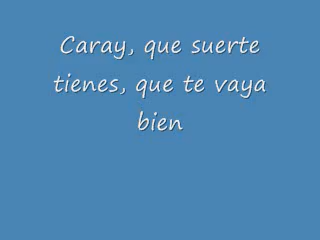 Caray, que suerte
tienes, que te vaya
bien